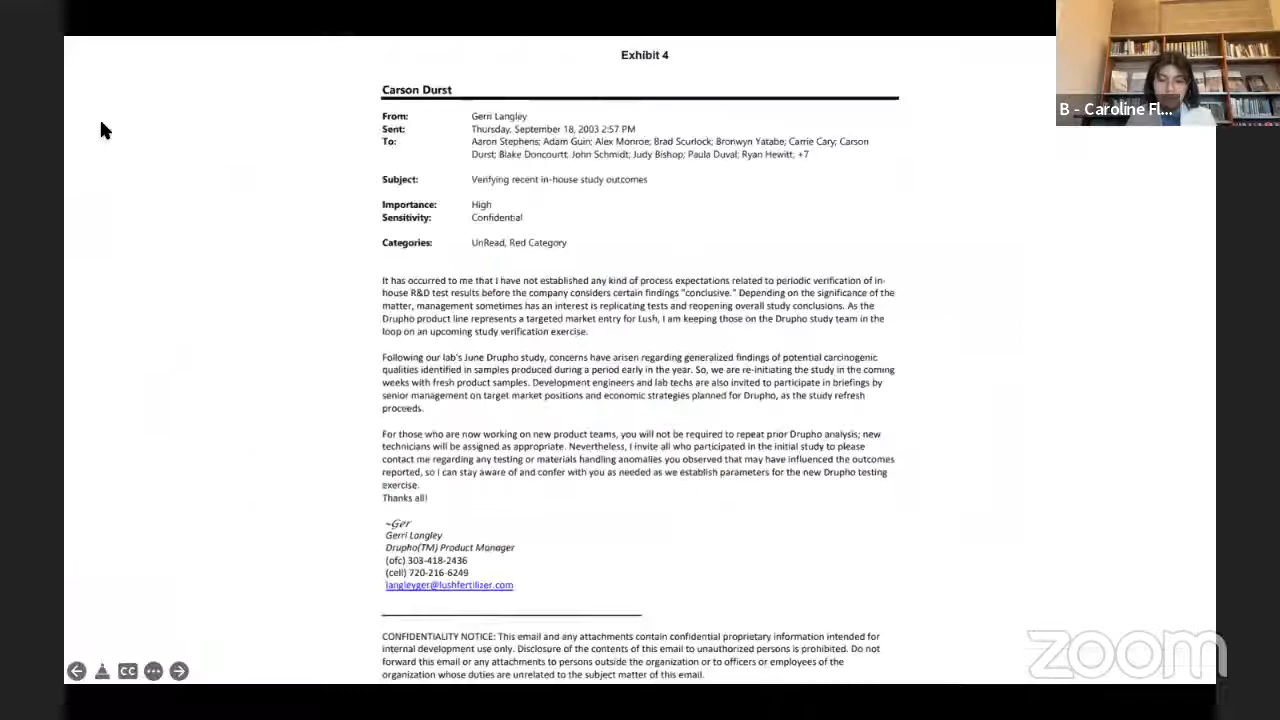 Exhibit 4
B - Caroline Fl...
Carson Durst
From: Gerri Langley
Sent: Thursday, September 18, 2003 2:57 PM
To: Aaron Stephens; Adam Guin; Alex Monroe; Brad Scurlock; Bronwyn Yatabe; Carrie Cary; Carson
Durst; Blake Doncourtt; John Schmidt; Judy Bishop; Paula Duval; Ryan Hewitt; +7
Subject: Verifying recent in-house study outcomes
Importance: High
Sensitivity: Confidential
Categories: UnRead, Red Category
It has occurred to me that I have not established any kind of process expectations related to periodic verification of in-
house R&D test results before the company considers certain findings "conclusive." Depending on the significance of the
matter, management sometimes has an interest is replicating tests and reopening overall study conclusions. As the
Drupho product line represents a targeted market entry for Lush, I am keeping those on the Drupho study team in the
loop on an upcoming study verification exercise.
Following our lab's June Drupho study, concerns have arisen regarding generalized findings of potential carcinogenic
qualities identified in samples produced during a period early in the year. So, we are re-initiating the study in the coming
weeks with fresh product samples. Development engineers and lab techs are also invited to participate in briefings by
senior management on target market positions and economic strategies planned for Drupho, as the study refresh
proceeds.
For those who are now working on new product teams, you will not be required to repeat prior Drupho analysis; new
technicians will be assigned as appropriate. Nevertheless, I invite all who participated in the initial study to please
contact me regarding any testing or materials handling anomalies you observed that may have influenced the outcomes
reported, so I can stay aware of and confer with you as needed as we establish parameters for the new Drupho testing
exercise.
Thanks all!
~Ger
Gerri Langley
Drupho(TM) Product Manager
(ofc) 303-418-2436
(cell) 720-216-6249
langleyger@lushfertilizer.com
CONFIDENTIALITY NOTICE: This email and any attachments contain confidential proprietary information intended for
internal development use only. Disclosure of the contents of this email to unauthorized persons is prohibited. Do not
forward this email or any attachments to persons outside the organization or to officers or employees of the
organization whose duties are unrelated to the subject matter of this email.
CC
zoom